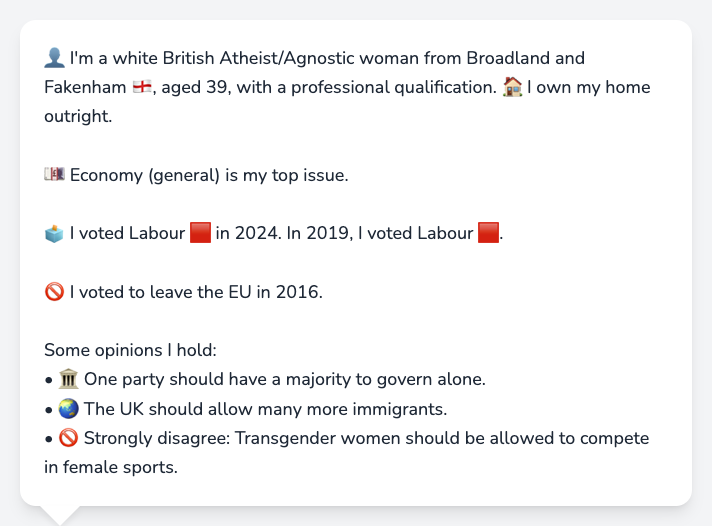 👤 I'm a white British Atheist/Agnostic woman from Broadland and
Fakenham 🏴󠁧󠁢󠁥󠁮󠁧󠁿, aged 39, with a professional qualification. 🏠 I own my home
outright.
💷 Economy (general) is my top issue.
🗳️ I voted Labour 🟥 in 2024. In 2019, I voted Labour 🟥.
🚫 I voted to leave the EU in 2016.
Some opinions I hold:
• 🏛️ One party should have a majority to govern alone.
• 🌏 The UK should allow many more immigrants.
• 🚫 Strongly disagree: Transgender women should be allowed to compete
in female sports.